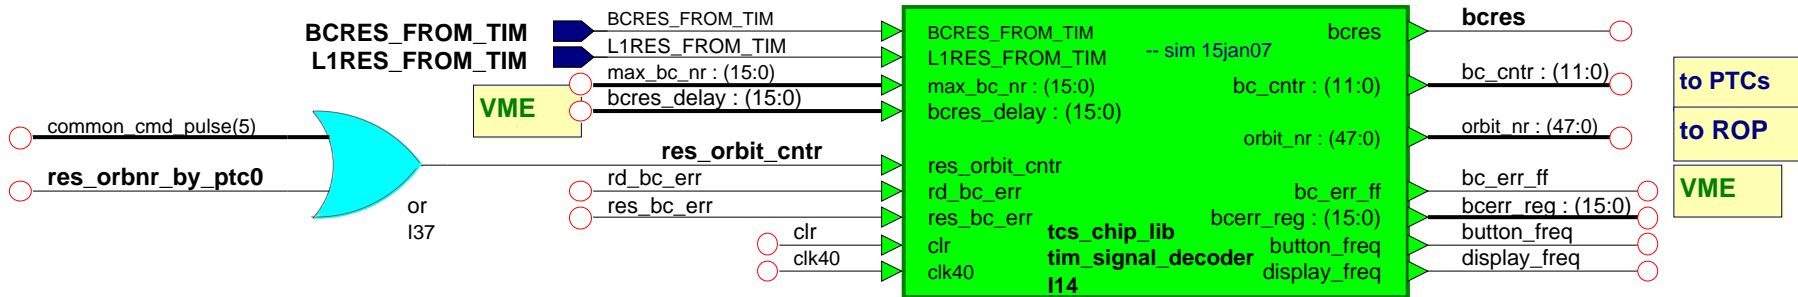 BCRES_FROM_TIM
L1RES_FROM_TIM
BCRES_FROM_TIM
L1RES_FROM_TIM
max_bc_nr : (15:0)
bcres_delay : (15:0)
VME
common_cmd_pulse(5)
res_orbnr_by_ptc0
or
I37
res_orbit_cntr
rd_bc_err
res_bc_err
clr
clk40
BCRES_FROM_TIM
L1RES_FROM_TIM
max_bc_nr : (15:0)
bcres_delay : (15:0)
res_orbit_cntr
rd_bc_err
res_bc_err
clr
clk40
-- sim 15jan07
tcs_chip_lib
tim_signal_decoder
I14
bcres
bc_cntr : (11:0)
orbit_nr : (47:0)
bc_err_ff
bcerr_reg : (15:0)
button_freq
display_freq
bcres
bc_cntr : (11:0)
orbit_nr : (47:0)
bc_err_ff
bcerr_reg : (15:0)
button_freq
display_freq
to PTCs
to ROP
VME